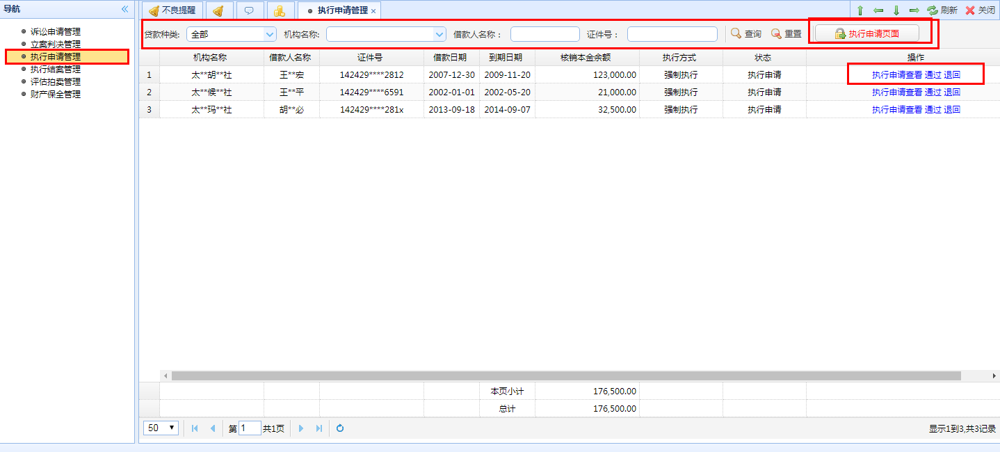 导航
不良提醒
执行申请管理
刷新 关闭
诉讼申请管理
立案判决管理
执行申请管理
执行结案管理
评估拍卖管理
财产保全管理
贷款种类: 全部 机构名称: 借款人名称： 证件号： 查询 重置 执行申请页面
机构名称 借款人名称 证件号 借款日期 到期日期 核销本金余额 执行方式 状态 操作
1 太**胡**社 王**宏 142429****2812 2007-12-30 2009-11-20 123,000.00 强制执行 执行申请 执行申请查看 通过 退回
2 太**候**社 王**平 142429****6591 2002-01-01 2002-05-20 21,000.00 强制执行 执行申请 执行申请查看 通过 退回
3 太**玛**社 胡**必 142429****281x 2013-09-18 2014-09-07 32,500.00 强制执行 执行申请 执行申请查看 通过 退回
本页小计 176,500.00
总计 176,500.00
50 第 1 共1页 显示1到3,共3记录